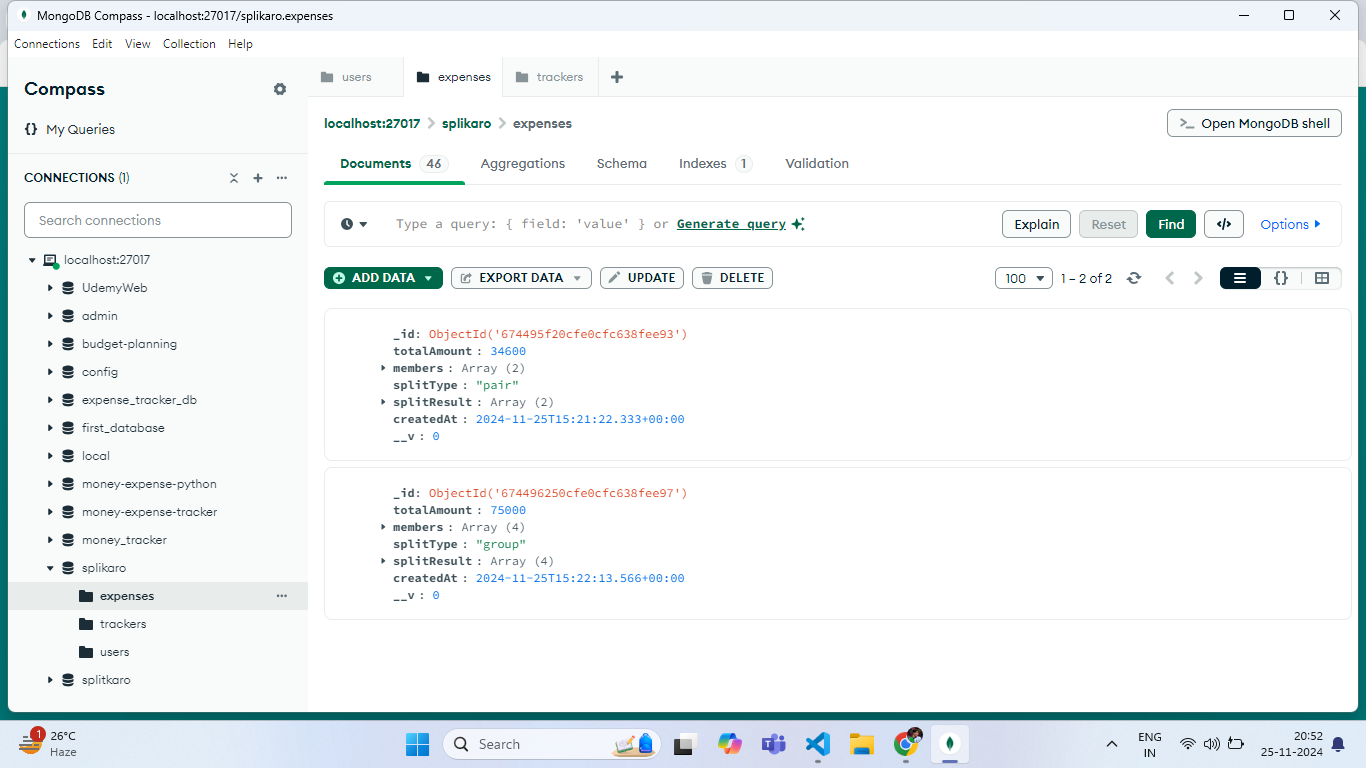 MongoDB Compass - localhost:27017/splikaro.expenses
Connections Edit View Collection Help
Compass
{} My Queries
CONNECTIONS (1)
Search connections
localhost:27017
UdemyWeb
admin
budget-planning
config
expense_tracker_db
first_database
local
money-expense-python
money-expense-tracker
money_tracker
splikaro
expenses
trackers
users
splitkaro
users expenses trackers
localhost:27017 splikaro expenses
>_ Open MongoDB shell
Documents 46 Aggregations Schema Indexes 1 Validation
Type a query: { field: 'value' } or Generate query
Explain Reset Find </> Options
ADD DATA EXPORT DATA UPDATE DELETE
100 1 – 2 of 2 {}
_id: ObjectId('674495f20cfe0cfc638fee93')
totalAmount : 34600
members : Array (2)
splitType : "pair"
splitResult : Array (2)
createdAt : 2024-11-25T15:21:22.333+00:00
__v : 0
_id: ObjectId('674496250cfe0cfc638fee97')
totalAmount : 75000
members : Array (4)
splitType : "group"
splitResult : Array (4)
createdAt : 2024-11-25T15:22:13.566+00:00
__v : 0
1
26°C
Haze
Search
ENG
IN
20:52
25-11-2024